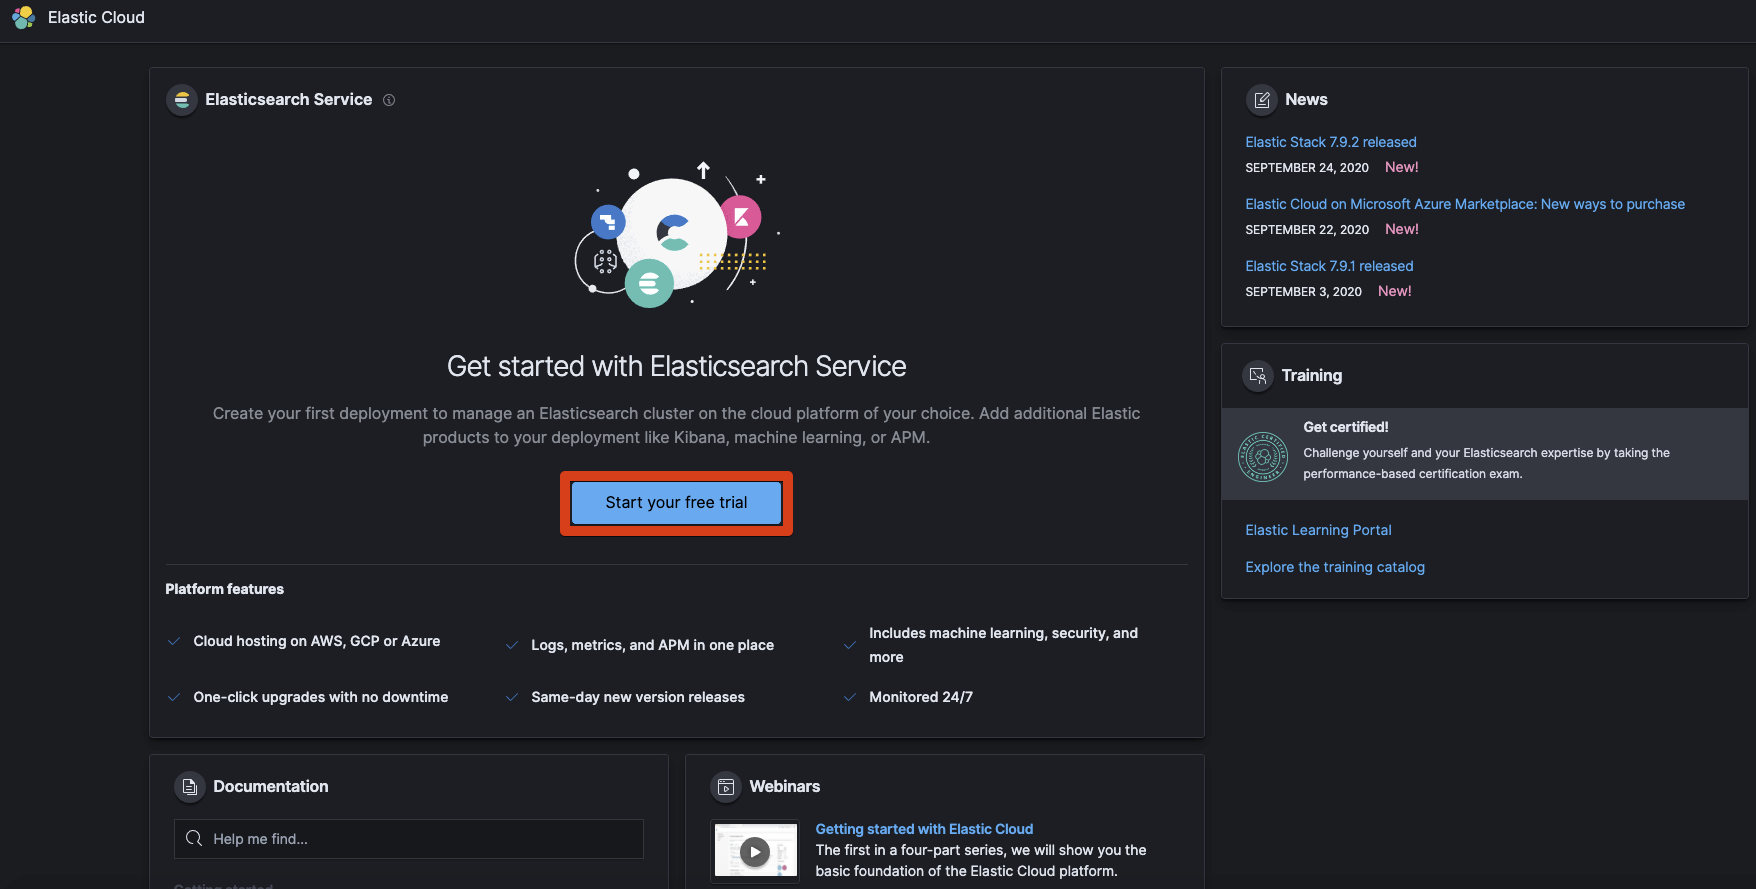 Elastic Cloud
Elasticsearch Service
Get started with Elasticsearch Service
Create your first deployment to manage an Elasticsearch cluster on the cloud platform of your choice. Add additional Elastic
products to your deployment like Kibana, machine learning, or APM.
Start your free trial
Platform features
Cloud hosting on AWS, GCP or Azure
Logs, metrics, and APM in one place
Includes machine learning, security, and
more
One-click upgrades with no downtime
Same-day new version releases
Monitored 24/7
News
Elastic Stack 7.9.2 released
SEPTEMBER 24, 2020 New!
Elastic Cloud on Microsoft Azure Marketplace: New ways to purchase
SEPTEMBER 22, 2020 New!
Elastic Stack 7.9.1 released
SEPTEMBER 3, 2020 New!
Training
Get certified!
Challenge yourself and your Elasticsearch expertise by taking the
performance-based certification exam.
Elastic Learning Portal
Explore the training catalog
Documentation
Help me find...
Getting started
Webinars
Getting started with Elastic Cloud
The first in a four-part series, we will show you the
basic foundation of the Elastic Cloud platform.